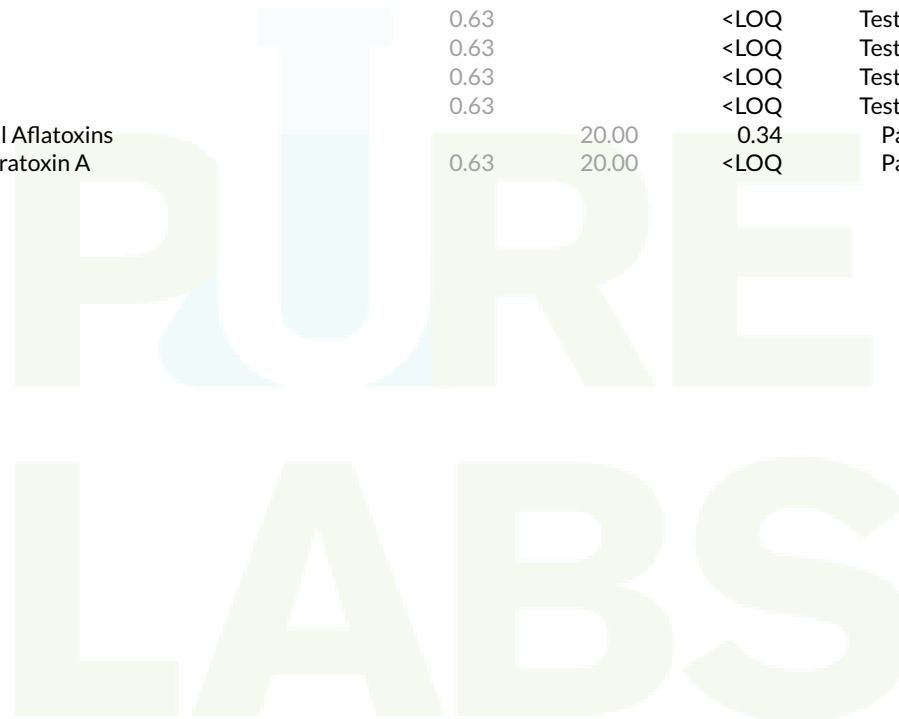 0.63 <LOQ Test
0.63 <LOQ Test
0.63 <LOQ Test
0.63 <LOQ Test
l Aflatoxins 20.00 0.34 Pa
ratoxin A 0.63 20.00 <LOQ Pa
PURE
LABS